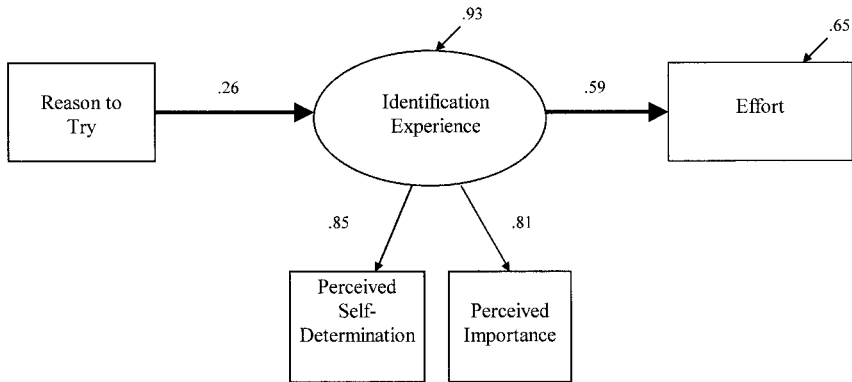 .93
.65
Reason to
Try
.26
Identification
Experience
.59
Effort
.85
.81
Perceived
Self-
Determination
Perceived
Importance